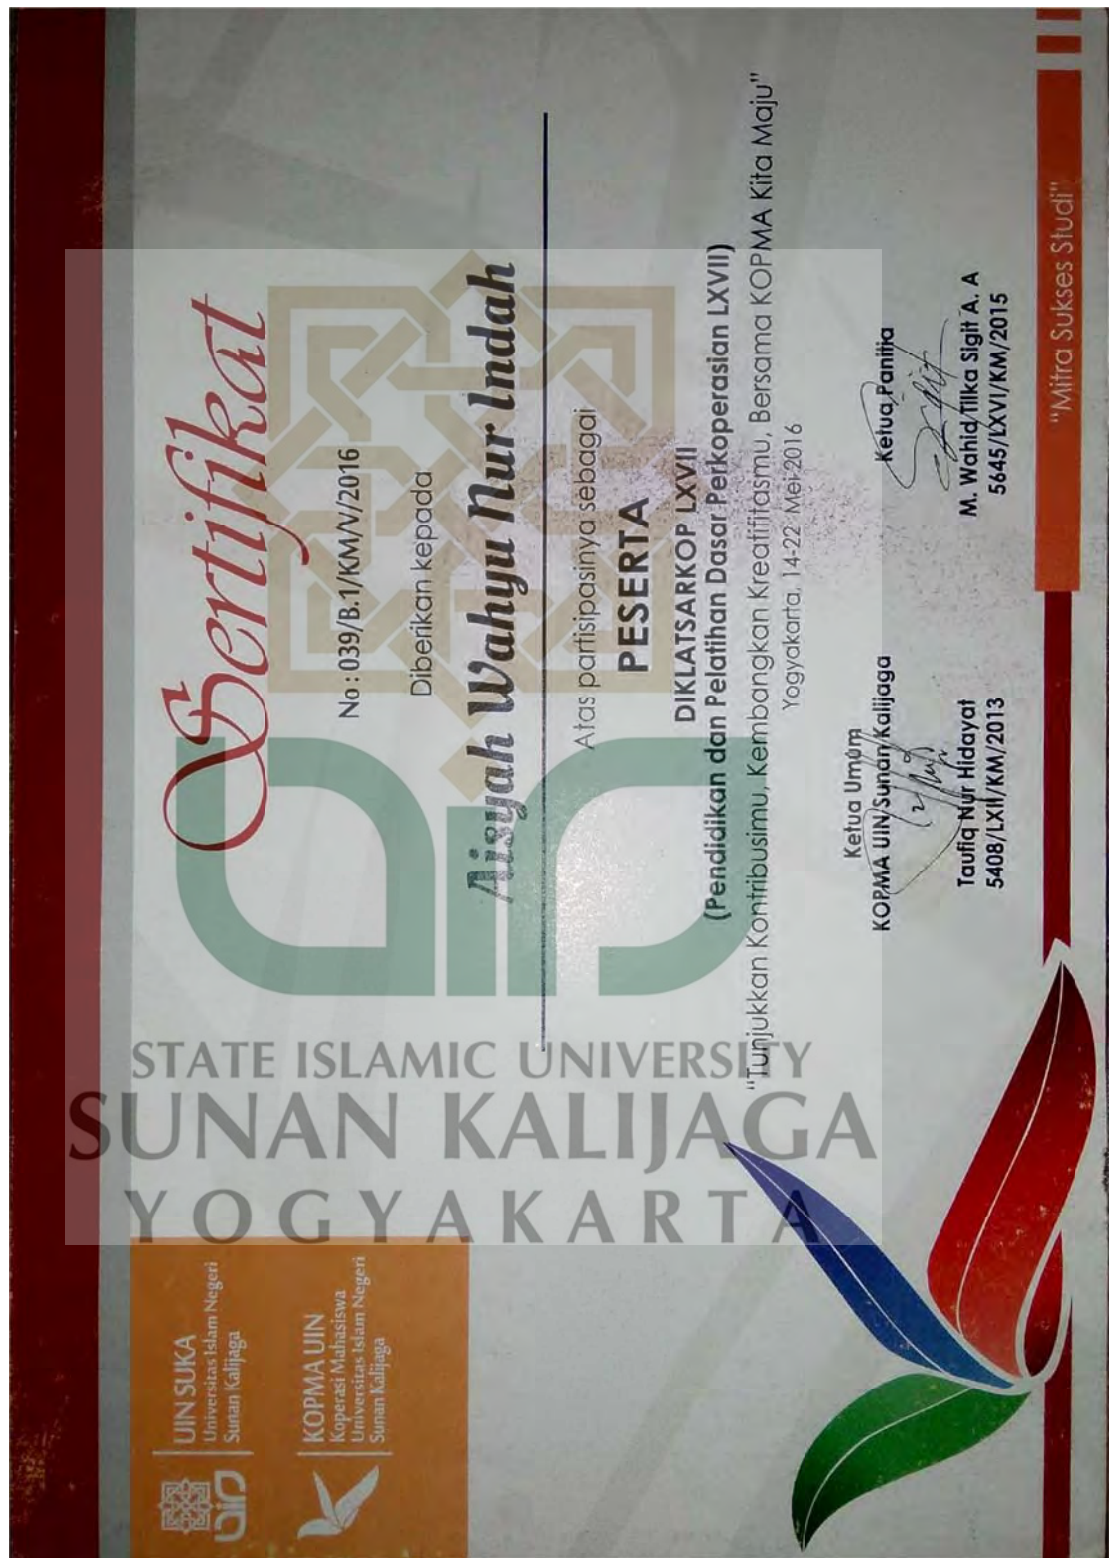 UIN SUKA
Universitas Islam Negeri
Sunan Kalijaga
KOPMA UIN
Koperasi Mahasiswa
Universitas Islam Negeri
Sunan Kalijaga
Sertifikat
No : 039/B.1/KM/V/2016
Diberikan kepada
Aisyah Wahyu Nur Indah
Atas partisipasinya sebagai
PESERTA
DIKLATSARKOP LXVII
(Pendidikan dan Pelatihan Dasar Perkoperasian LXVII)
"Tunjukkan Kontribusimu, Kembangkan Kreatifitasmu, Bersama KOPMA Kita Maju"
Yogyakarta, 14-22 Mei 2016
Ketua Umum
KOPMA UIN Sunan Kalijaga
Taufiq Nur Hidayat
5408/LXII/KM/2013
Ketua Panitia
M. Wahid Tilka Sigit A. A
5645/LXVI/KM/2015
"Mitra Sukses Studi"
STATE ISLAMIC UNIVERSITY
SUNAN KALIJAGA
YOGYAKARTA